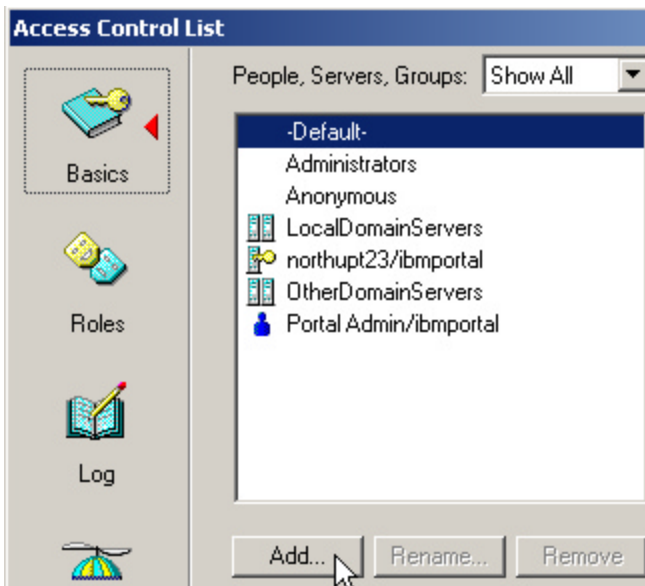 Access Control List
People, Servers, Groups: Show All
Basics
-Default-
Administrators
Anonymous
LocalDomainServers
northupt23/ibmportal
OtherDomainServers
Portal Admin/ibmportal
Roles
Log
Add... Rename... Remove